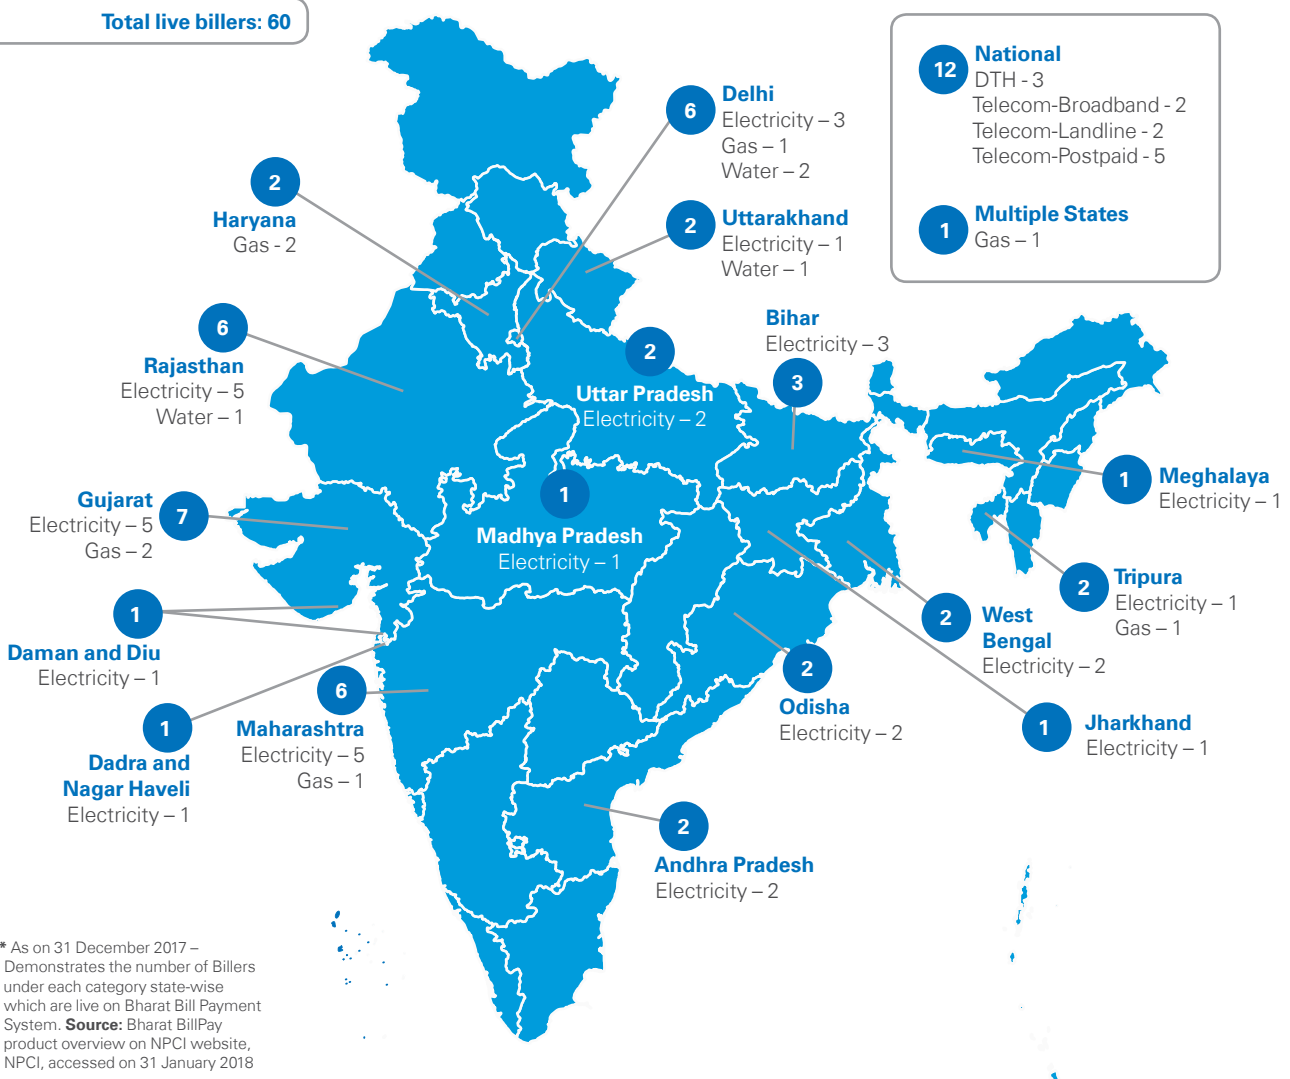 Total live billers: 60
12
National
DTH - 3
Telecom-Broadband - 2
Telecom-Landline - 2
Telecom-Postpaid - 5
1
Multiple States
Gas – 1
6
Delhi
Electricity – 3
Gas – 1
Water – 2
2
Haryana
Gas - 2
2
Uttarakhand
Electricity – 1
Water – 1
6
Rajasthan
Electricity – 5
Water – 1
2
Uttar Pradesh
Electricity – 2
Bihar
Electricity – 3
3
1
Madhya Pradesh
Electricity – 1
1
Meghalaya
Electricity – 1
Gujarat
Electricity – 5
Gas – 2
7
2
Tripura
Electricity – 1
Gas – 1
1
Daman and Diu
Electricity – 1
2
West
Bengal
Electricity – 2
1
Dadra and
Nagar Haveli
Electricity – 1
6
Maharashtra
Electricity – 5
Gas – 1
2
Odisha
Electricity – 2
1
Jharkhand
Electricity – 1
2
Andhra Pradesh
Electricity – 2
* As on 31 December 2017 –
Demonstrates the number of Billers
under each category state-wise
which are live on Bharat Bill Payment
System. Source: Bharat BillPay
product overview on NPCI website,
NPCI, accessed on 31 January 2018